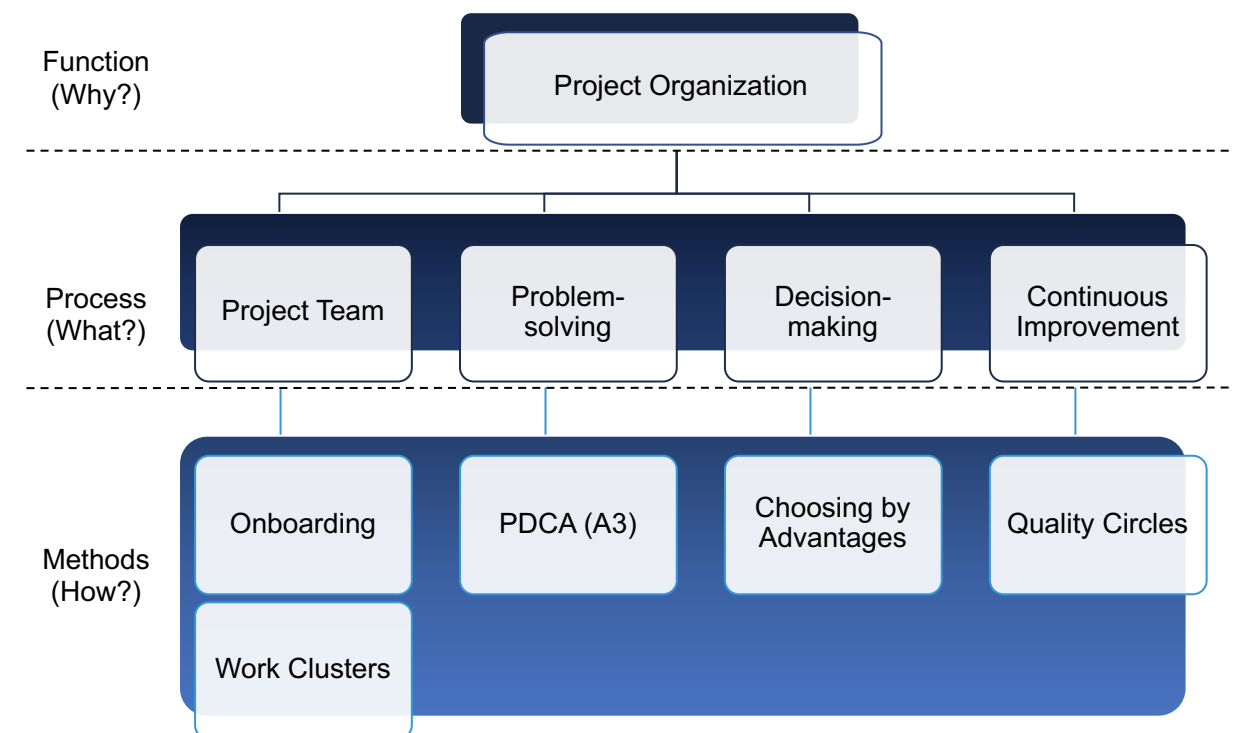 Function
(Why?)
Project Organization
Process
(What?)
Project Team
Problem-
solving
Decision-
making
Continuous
Improvement
Methods
(How?)
Onboarding
PDCA (A3)
Choosing by
Advantages
Quality Circles
Work Clusters